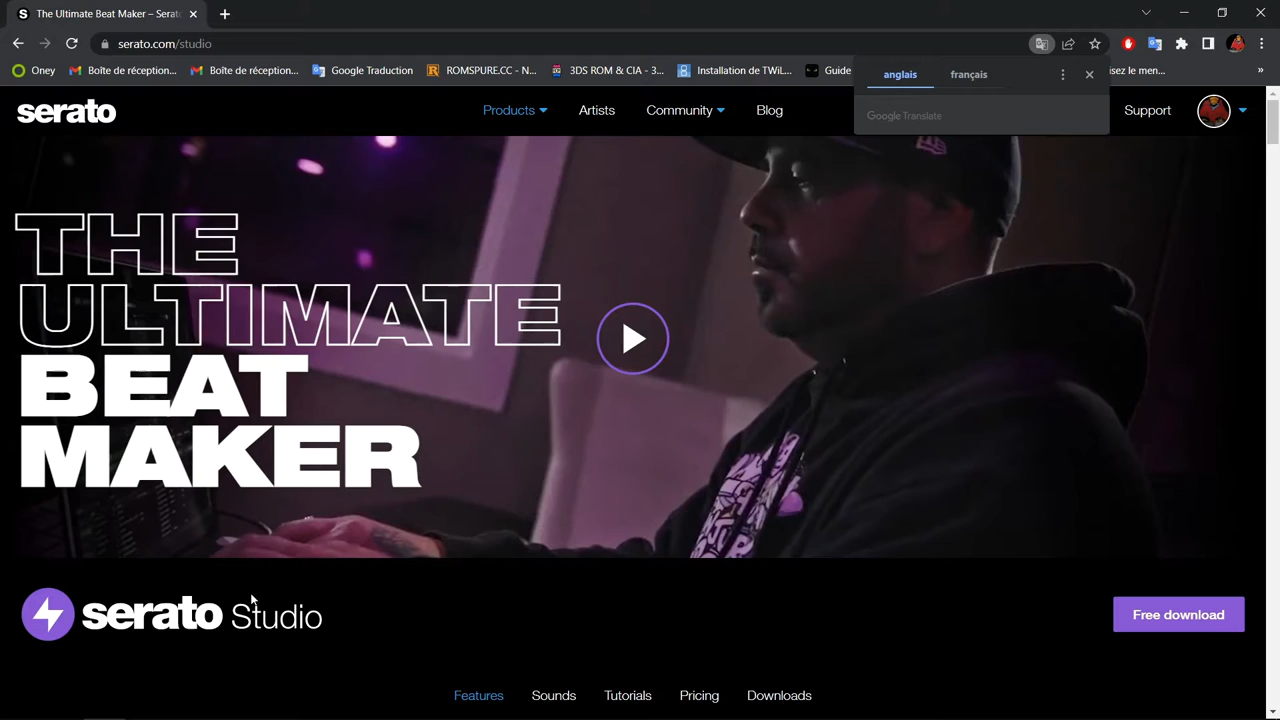 The Ultimate Beat Maker – Serato
serato.com/studio
Oney
Boîte de réception...
Boîte de réception...
Google Traduction
ROMSPURE.CC - N...
3DS ROM & CIA - 3...
Installation de TWiL...
Guide
isez le men...
»
anglais
français
Google Translate
serato
Products
Artists
Community
Blog
Support
THE
ULTIMATE
BEAT
MAKER
serato Studio
Free download
Features
Sounds
Tutorials
Pricing
Downloads